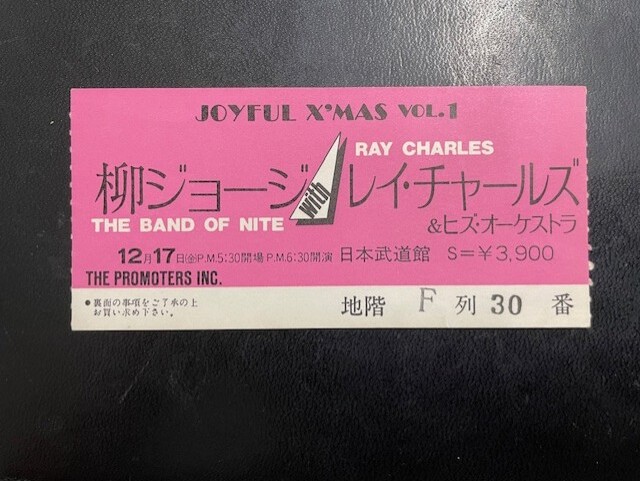 JOYFUL X'MAS VOL.1
RAY CHARLES
柳ジョージ with レイ・チャールズ
THE BAND OF NITE
&ヒズ・オーケストラ
12月17日(金)P.M.5:30開場 P.M.6:30開演 日本武道館 S=¥3,900
THE PROMOTERS INC.
●裏面の事項をご了承の上
お買い求め下さい。
地階 F 列 30 番